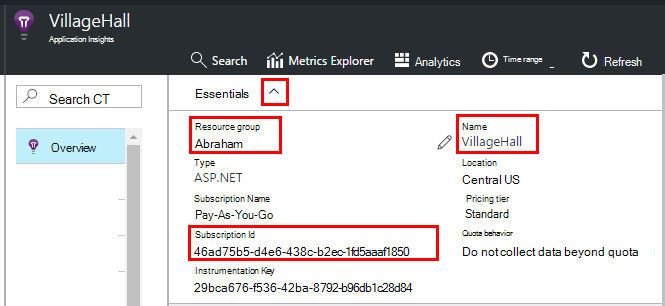 VillageHall
Application Insights
Search
Metrics Explorer
Analytics
Time range
Refresh
Search CT
Overview
Essentials
Resource group
Abraham
Type
ASP.NET
Subscription Name
Pay-As-You-Go
Subscription Id
46ad75b5-d4e6-438c-b2ec-1fd5aaaf1850
Instrumentation Key
29bca676-f536-42ba-8792-b96db1c28d84
Name
VillageHall
Location
Central US
Pricing tier
Standard
Quota behavior
Do not collect data beyond quota